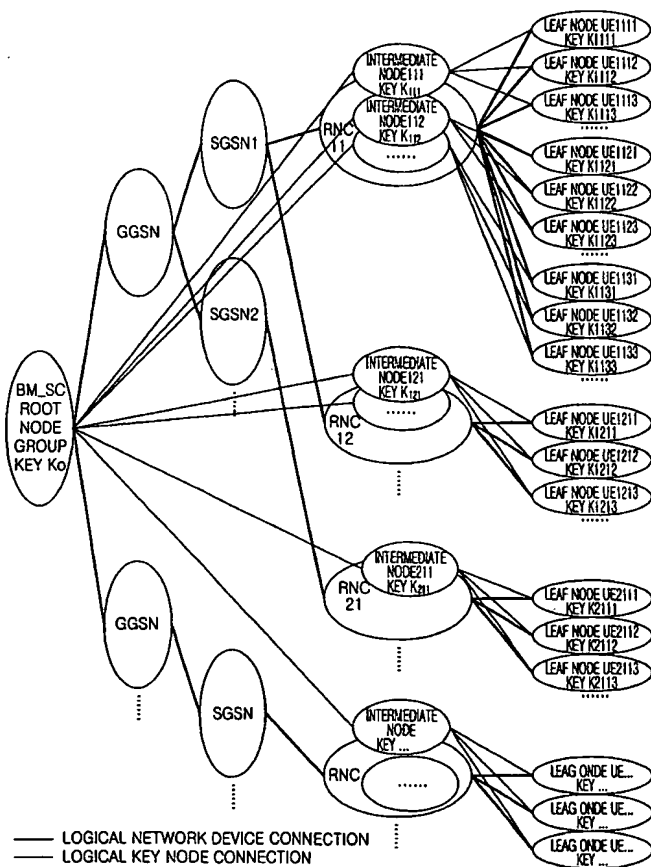 LEAF NODE UE1111
KEY K1111
LEAF NODE UE1112
KEY K1112
LEAF NODE UE1113
KEY K1113
......
LEAF NODE UE1121
KEY K1121
LEAF NODE UE1122
KEY K1122
LEAF NODE UE1123
KEY K1123
......
LEAF NODE UE1131
KEY K1131
LEAF NODE UE1132
KEY K1132
LEAF NODE UE1133
KEY K1133
......
INTERMEDIATE
NODE111
KEY K111
INTERMEDIATE
NODE112
KEY K112
......
RNC
11
SGSN1
GGSN
SGSN2
......
BM_SC
ROOT
NODE
GROUP
KEY Ko
INTERMEDIATE
NODE121
KEY K121
......
RNC
12
......
LEAF NODE UE1211
KEY K1211
LEAF NODE UE1212
KEY K1212
LEAF NODE UE1213
KEY K1213
......
INTERMEDIATE
NODE211
KEY K211
RNC
21
......
LEAF NODE UE2111
KEY K2111
LEAF NODE UE2112
KEY K2112
LEAF NODE UE2113
KEY K2113
......
GGSN
......
SGSN
......
INTERMEDIATE
NODE
KEY ...
RNC
......
......
LEAG ONDE UE...
KEY ...
LEAG ONDE UE...
KEY ...
LEAG ONDE UE...
KEY ...
LOGICAL NETWORK DEVICE CONNECTION
LOGICAL KEY NODE CONNECTION